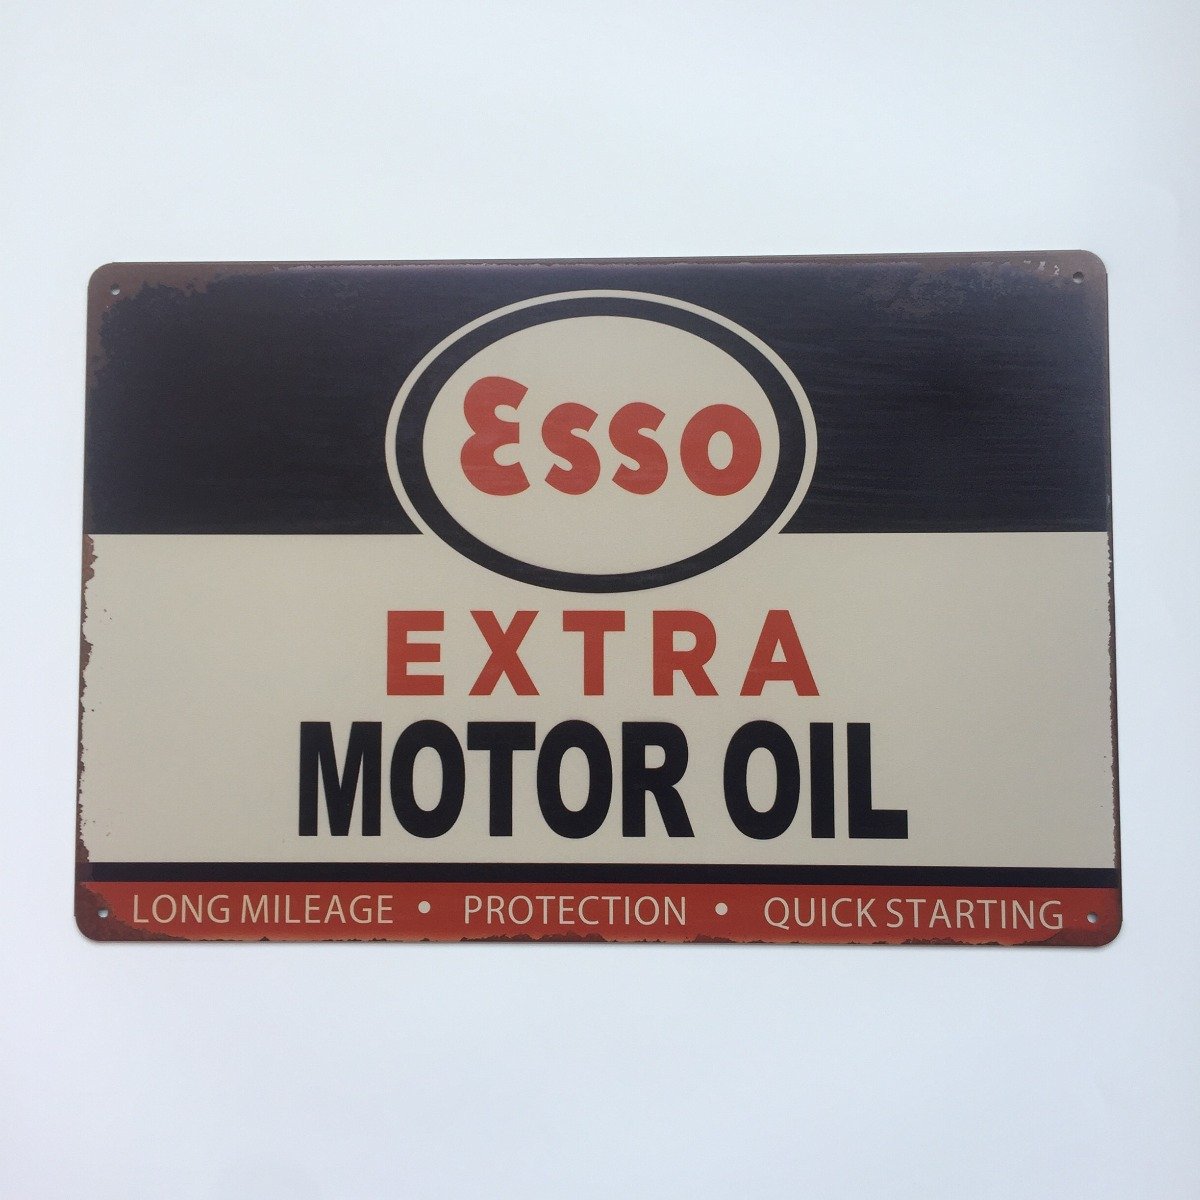 Esso
EXTRA
MOTOR OIL
LONG MILEAGE • PROTECTION • QUICK STARTING